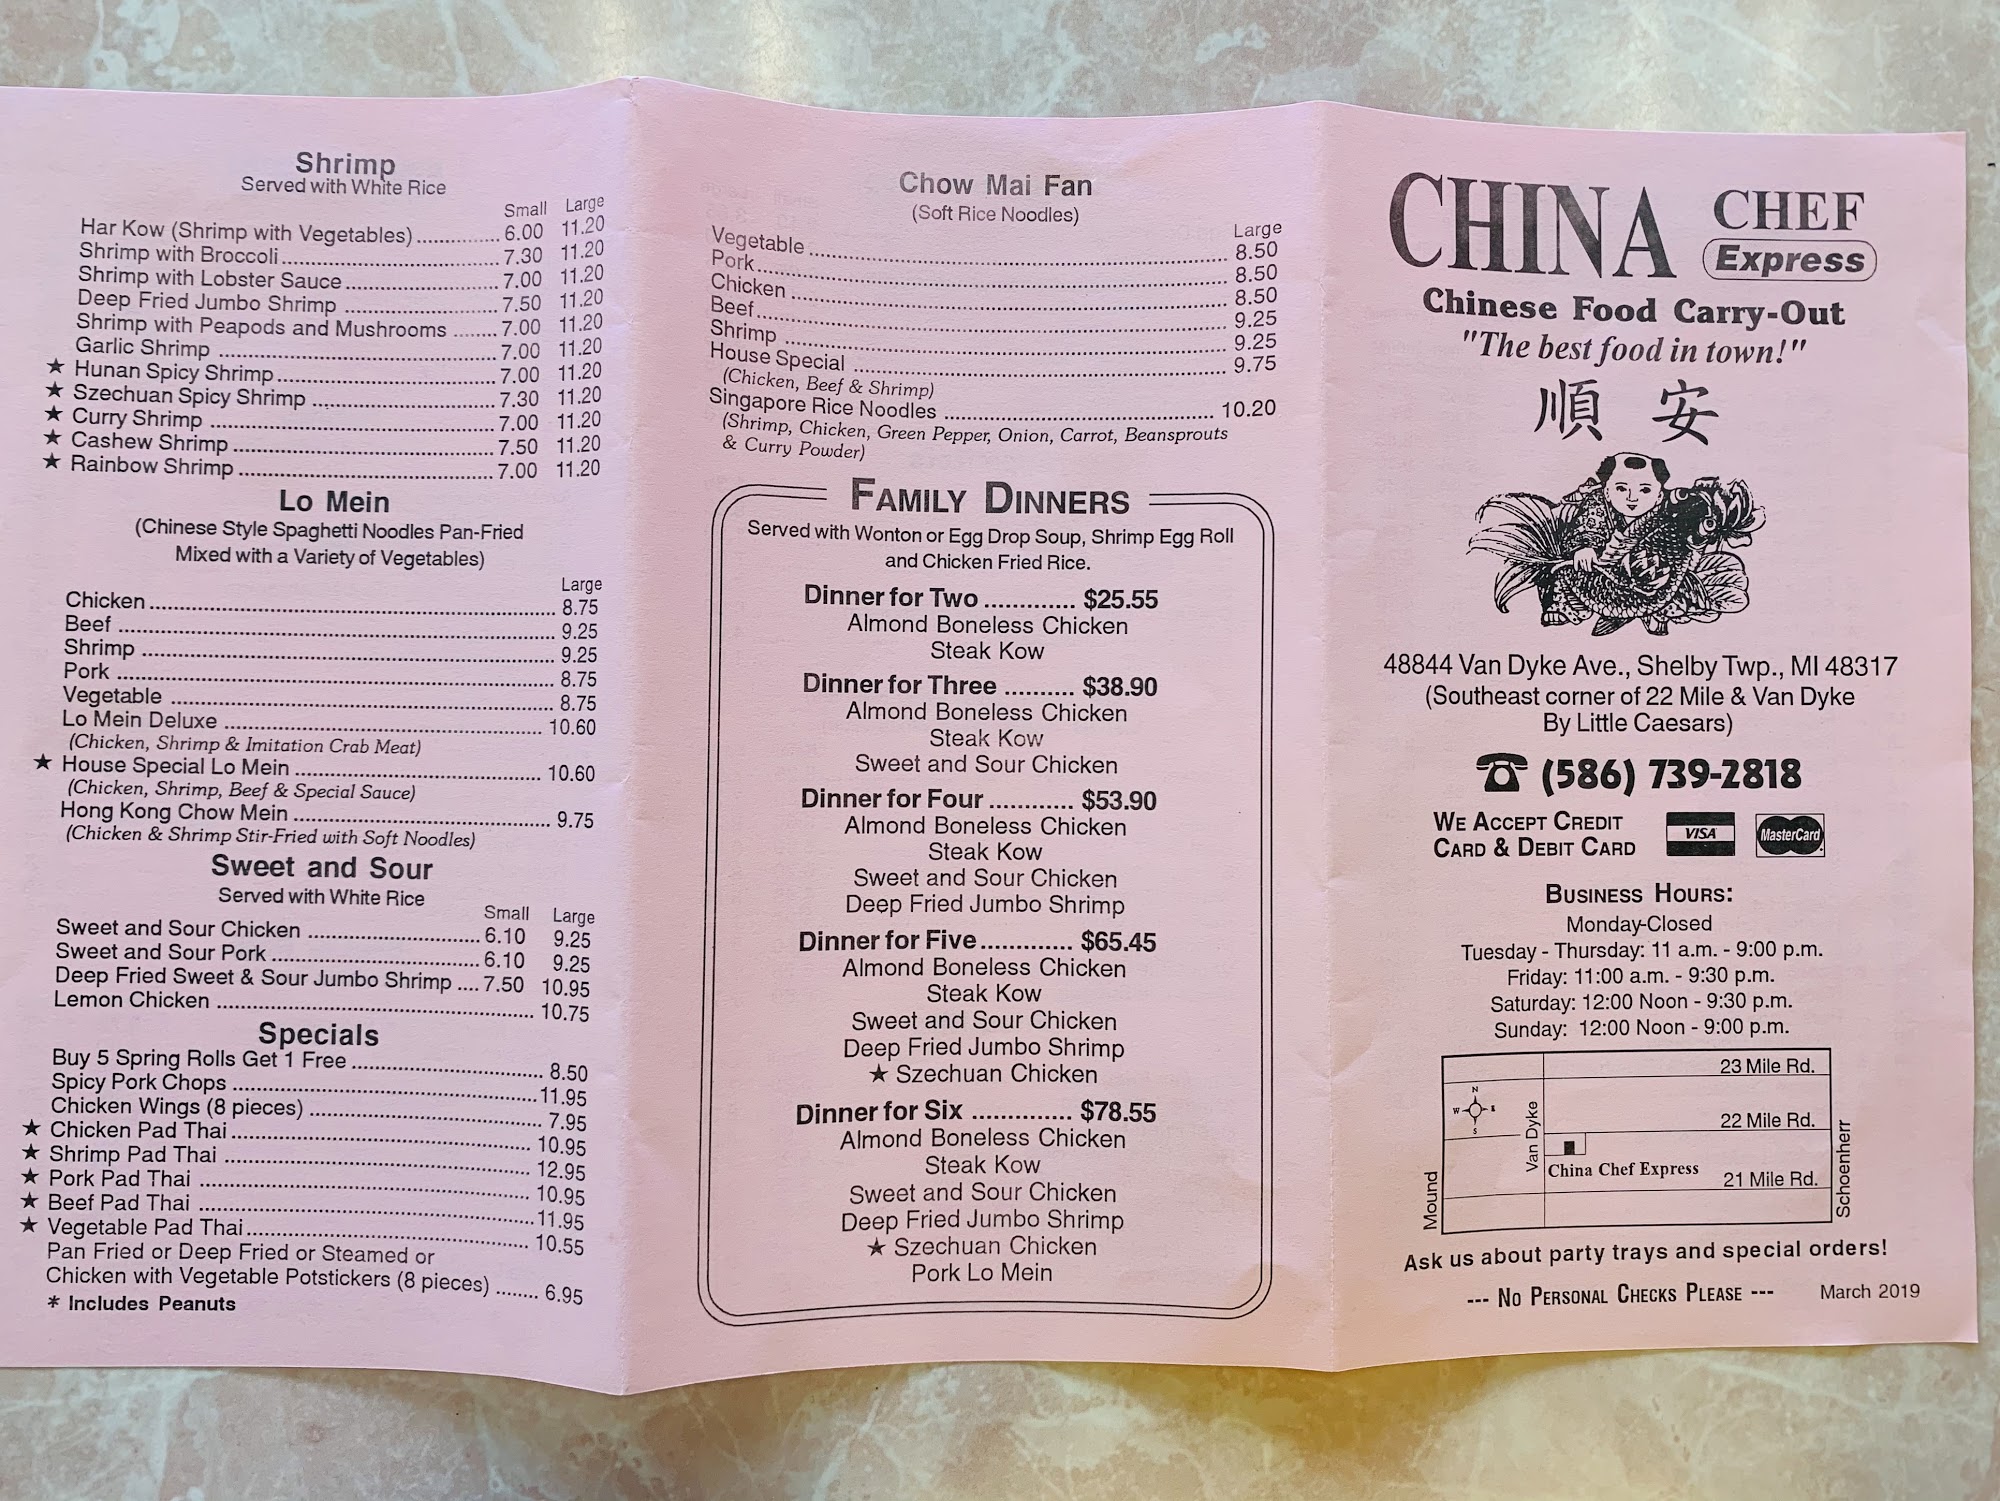 Shrimp
Served with White Rice
Small Large
Har Kow (Shrimp with Vegetables) 6.00 11.20
Shrimp with Broccoli 7.30 11.20
Shrimp with Lobster Sauce 7.00 11.20
Deep Fried Jumbo Shrimp 7.50 11.20
Shrimp with Peapods and Mushrooms 7.00 11.20
Garlic Shrimp 7.00 11.20
★ Hunan Spicy Shrimp 7.00 11.20
★ Szechuan Spicy Shrimp 7.30 11.20
★ Curry Shrimp 7.00 11.20
★ Cashew Shrimp 7.50 11.20
★ Rainbow Shrimp 7.00 11.20
Lo Mein
(Chinese Style Spaghetti Noodles Pan-Fried
Mixed with a Variety of Vegetables)
Large
Chicken 8.75
Beef 9.25
Shrimp 9.25
Pork 8.75
Vegetable 8.75
Lo Mein Deluxe 10.60
(Chicken, Shrimp & Imitation Crab Meat)
★ House Special Lo Mein 10.60
(Chicken, Shrimp, Beef & Special Sauce)
Hong Kong Chow Mein 9.75
(Chicken & Shrimp Stir-Fried with Soft Noodles)
Sweet and Sour
Served with White Rice
Small Large
Sweet and Sour Chicken 6.10 9.25
Sweet and Sour Pork 6.10 9.25
Deep Fried Sweet & Sour Jumbo Shrimp 7.50 10.95
Lemon Chicken 10.75
Specials
Buy 5 Spring Rolls Get 1 Free 8.50
Spicy Pork Chops 11.95
Chicken Wings (8 pieces) 7.95
★ Chicken Pad Thai 10.95
★ Shrimp Pad Thai 12.95
★ Pork Pad Thai 10.95
★ Beef Pad Thai 11.95
★ Vegetable Pad Thai 10.55
Pan Fried or Deep Fried or Steamed or
Chicken with Vegetable Potstickers (8 pieces) 6.95
* Includes Peanuts
Chow Mai Fan
(Soft Rice Noodles)
Large
Vegetable 8.50
Pork 8.50
Chicken 8.50
Beef 9.25
Shrimp 9.25
House Special 9.75
(Chicken, Beef & Shrimp)
Singapore Rice Noodles 10.20
(Shrimp, Chicken, Green Pepper, Onion, Carrot, Beansprouts
& Curry Powder)
FAMILY DINNERS
Served with Wonton or Egg Drop Soup, Shrimp Egg Roll
and Chicken Fried Rice.
Dinner for Two $25.55
Almond Boneless Chicken
Steak Kow
Dinner for Three $38.90
Almond Boneless Chicken
Steak Kow
Sweet and Sour Chicken
Dinner for Four $53.90
Almond Boneless Chicken
Steak Kow
Sweet and Sour Chicken
Deep Fried Jumbo Shrimp
Dinner for Five $65.45
Almond Boneless Chicken
Steak Kow
Sweet and Sour Chicken
Deep Fried Jumbo Shrimp
★ Szechuan Chicken
Dinner for Six $78.55
Almond Boneless Chicken
Steak Kow
Sweet and Sour Chicken
Deep Fried Jumbo Shrimp
★ Szechuan Chicken
Pork Lo Mein
CHINA CHEF
Express
Chinese Food Carry-Out
"The best food in town!"
順 安
48844 Van Dyke Ave., Shelby Twp., MI 48317
(Southeast corner of 22 Mile & Van Dyke
By Little Caesars)
☎ (586) 739-2818
WE ACCEPT CREDIT
CARD & DEBIT CARD
VISA MasterCard
BUSINESS HOURS:
Monday-Closed
Tuesday - Thursday: 11 a.m. - 9:00 p.m.
Friday: 11:00 a.m. - 9:30 p.m.
Saturday: 12:00 Noon - 9:30 p.m.
Sunday: 12:00 Noon - 9:00 p.m.
23 Mile Rd.
N
W E
S
22 Mile Rd.
Van Dyke
China Chef Express
21 Mile Rd.
Mound
Schoenherr
Ask us about party trays and special orders!
--- NO PERSONAL CHECKS PLEASE ---
March 2019